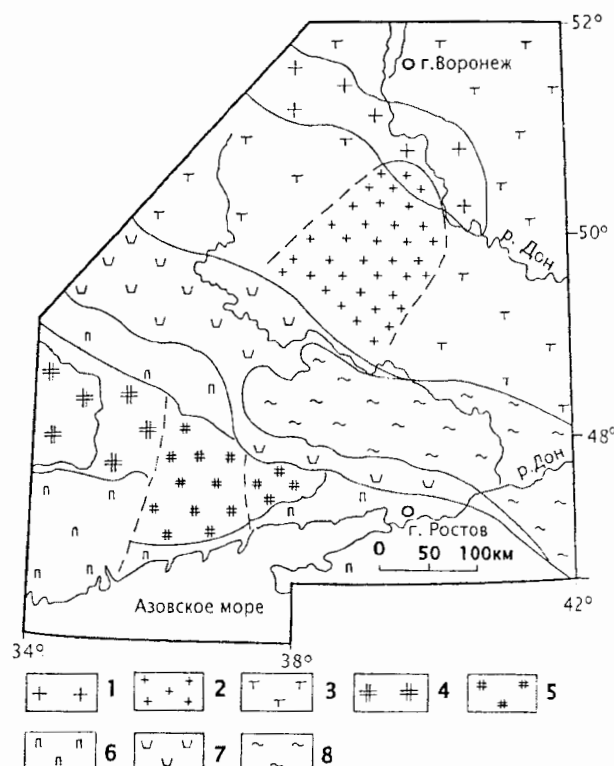 52°
г. Воронеж
р. Дон
50°
48°
р. Дон
г. Ростов
0 50 100км
Азовское море
42°
34°
38°
1 2 3 4 5
6 7 8